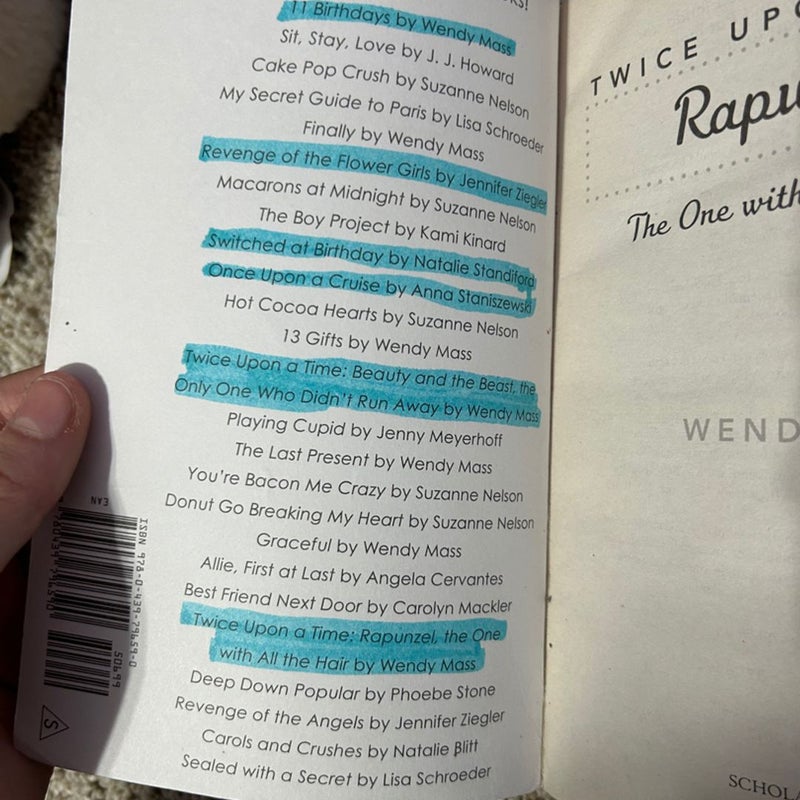 11 Birthdays by Wendy Mass
Sit, Stay, Love by J. J. Howard
Cake Pop Crush by Suzanne Nelson
My Secret Guide to Paris by Lisa Schroeder
Finally by Wendy Mass
Revenge of the Flower Girls by Jennifer Ziegler
Macarons at Midnight by Suzanne Nelson
The Boy Project by Kami Kinard
Switched at Birthday by Natalie Standiford
Once Upon a Cruise by Anna Staniszewski
Hot Cocoa Hearts by Suzanne Nelson
13 Gifts by Wendy Mass
Twice Upon a Time: Beauty and the Beast, the
Only One Who Didn't Run Away by Wendy Mass
Playing Cupid by Jenny Meyerhoff
The Last Present by Wendy Mass
You're Bacon Me Crazy by Suzanne Nelson
Donut Go Breaking My Heart by Suzanne Nelson
Graceful by Wendy Mass
Allie, First at Last by Angela Cervantes
Best Friend Next Door by Carolyn Mackler
Twice Upon a Time: Rapunzel, the One
with All the Hair by Wendy Mass
Deep Down Popular by Phoebe Stone
Revenge of the Angels by Jennifer Ziegler
Carols and Crushes by Natalie Blitt
Sealed with a Secret by Lisa Schroeder
EAN
ISBN 978-0-439-79659-0
50699
S
TWICE UPO
Rapu
The One with
WEND
SCHOLA